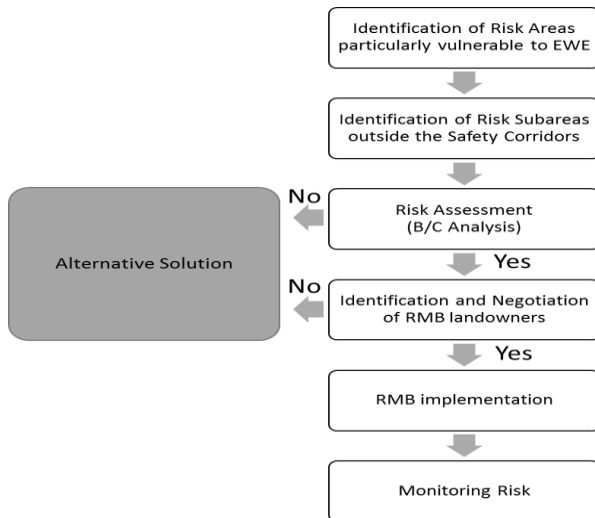 Identification of Risk Areas
particularly vulnerable to EWE
Identification of Risk Subareas
outside the Safety Corridors
No
Risk Assessment
(B/C Analysis)
Alternative Solution
Yes
No
Identification and Negotiation
of RMB landowners
Yes
RMB implementation
Monitoring Risk